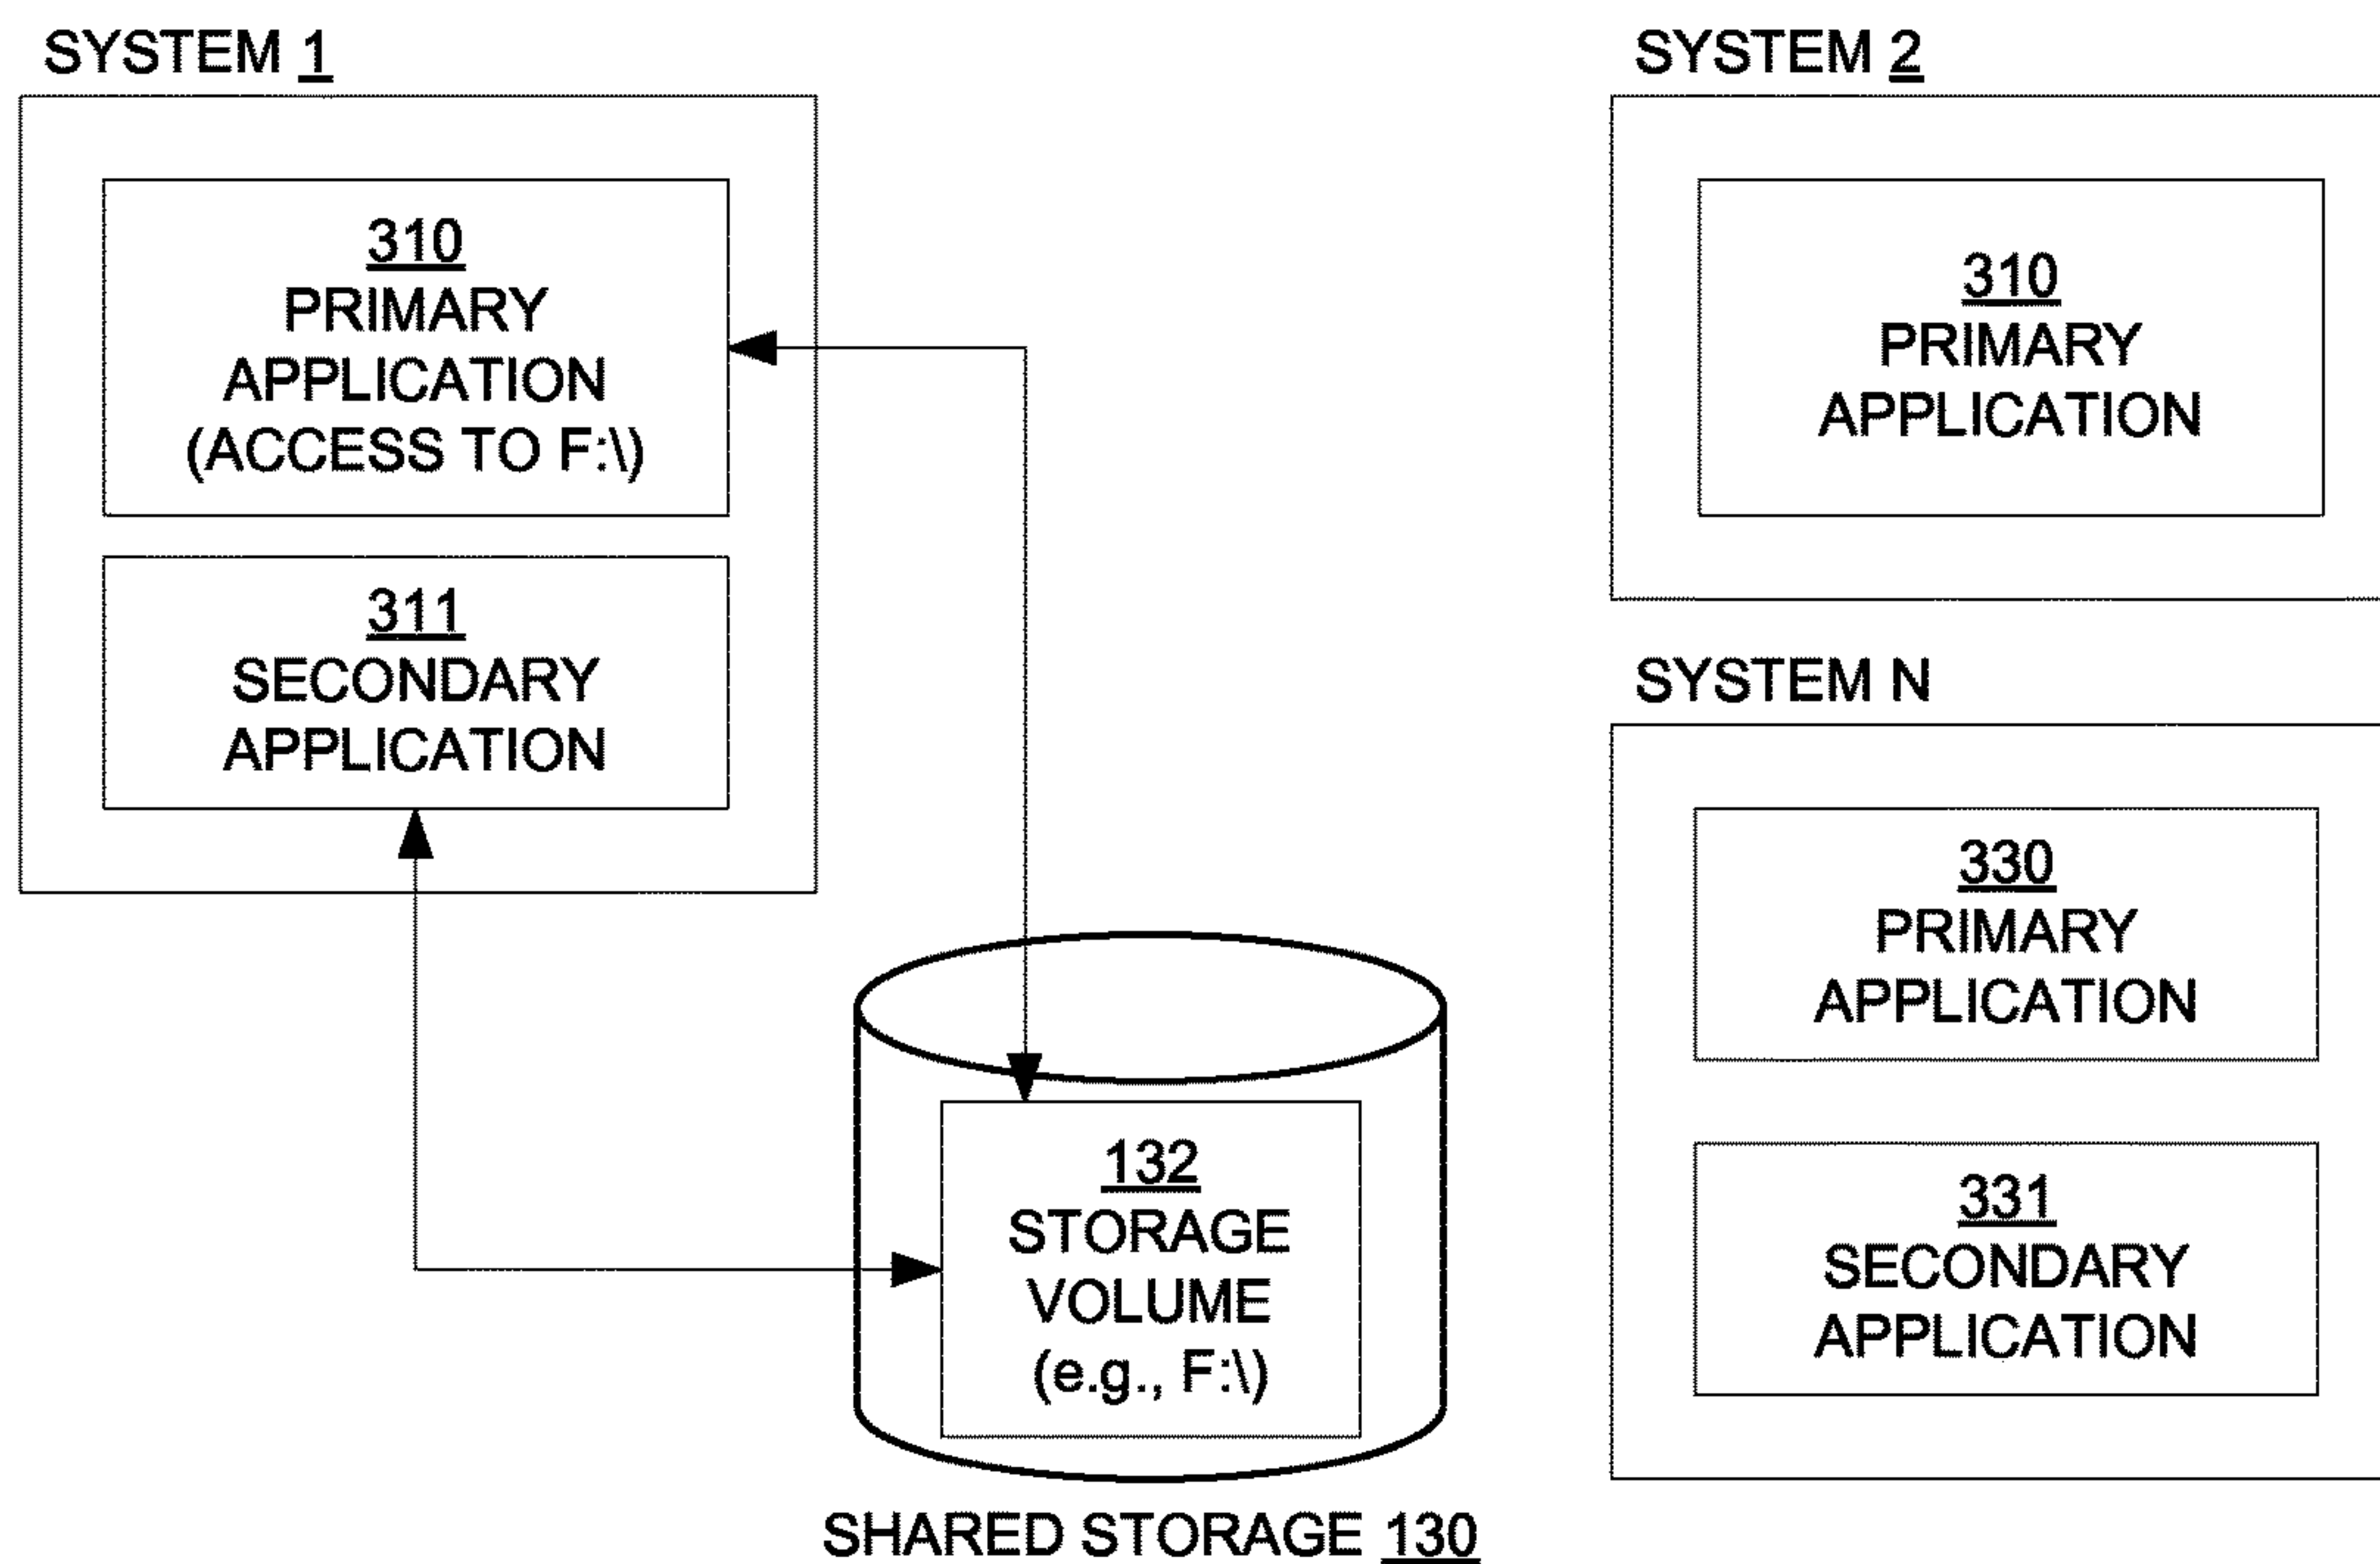 SYSTEM 1
310
PRIMARY
APPLICATION
(ACCESS TO F:\)
311
SECONDARY
APPLICATION
SYSTEM 2
310
PRIMARY
APPLICATION
SYSTEM N
330
PRIMARY
APPLICATION
331
SECONDARY
APPLICATION
132
STORAGE
VOLUME
(e.g., F:\)
SHARED STORAGE 130